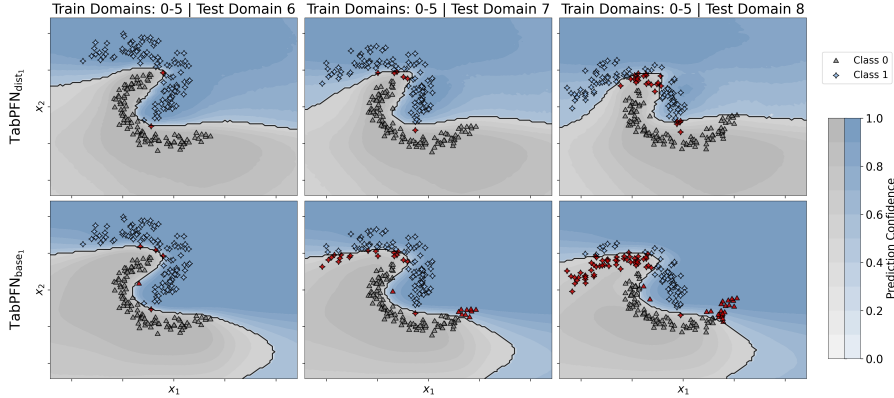 Train Domains: 0-5 | Test Domain 6
Train Domains: 0-5 | Test Domain 7
Train Domains: 0-5 | Test Domain 8
TabPFN_dist_1
x_2
Class 0
Class 1
1.0
0.8
0.6
0.4
0.2
0.0
Prediction Confidence
TabPFN_base_1
x_2
x_1
x_1
x_1